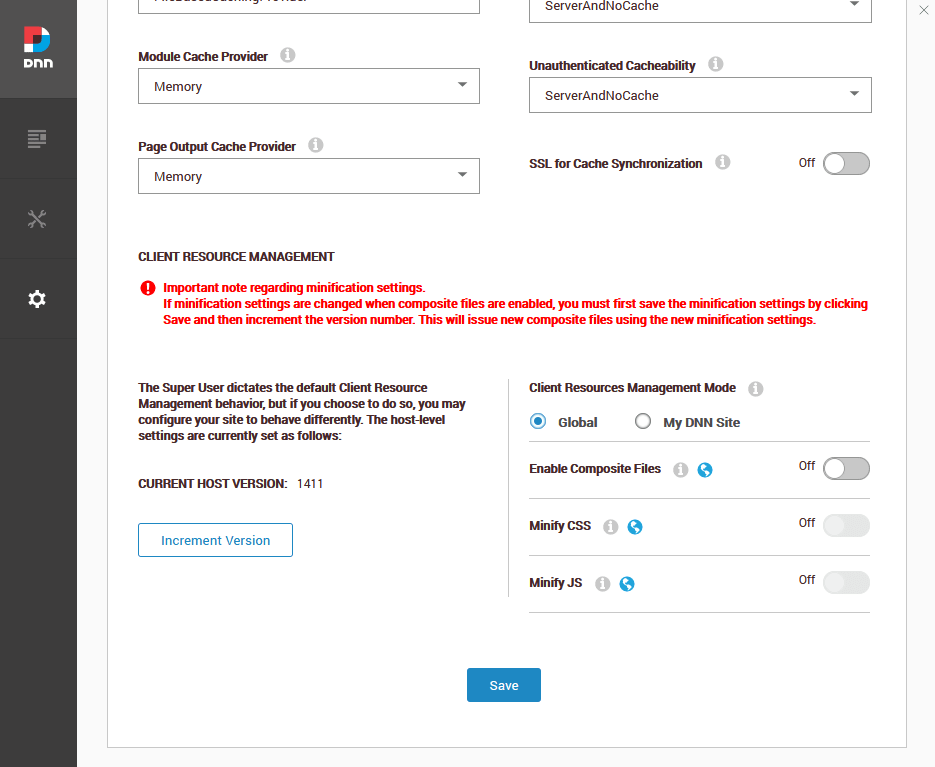 FileBasedCachingProvider
ServerAndNoCache
dnn
Module Cache Provider
Memory
Unauthenticated Cacheability
ServerAndNoCache
Page Output Cache Provider
Memory
SSL for Cache Synchronization Off
CLIENT RESOURCE MANAGEMENT
Important note regarding minification settings.
If minification settings are changed when composite files are enabled, you must first save the minification settings by clicking
Save and then increment the version number. This will issue new composite files using the new minification settings.
The Super User dictates the default Client Resource
Management behavior, but if you choose to do so, you may
configure your site to behave differently. The host-level
settings are currently set as follows:
CURRENT HOST VERSION: 1411
Increment Version
Client Resources Management Mode
Global My DNN Site
Enable Composite Files Off
Minify CSS Off
Minify JS Off
Save